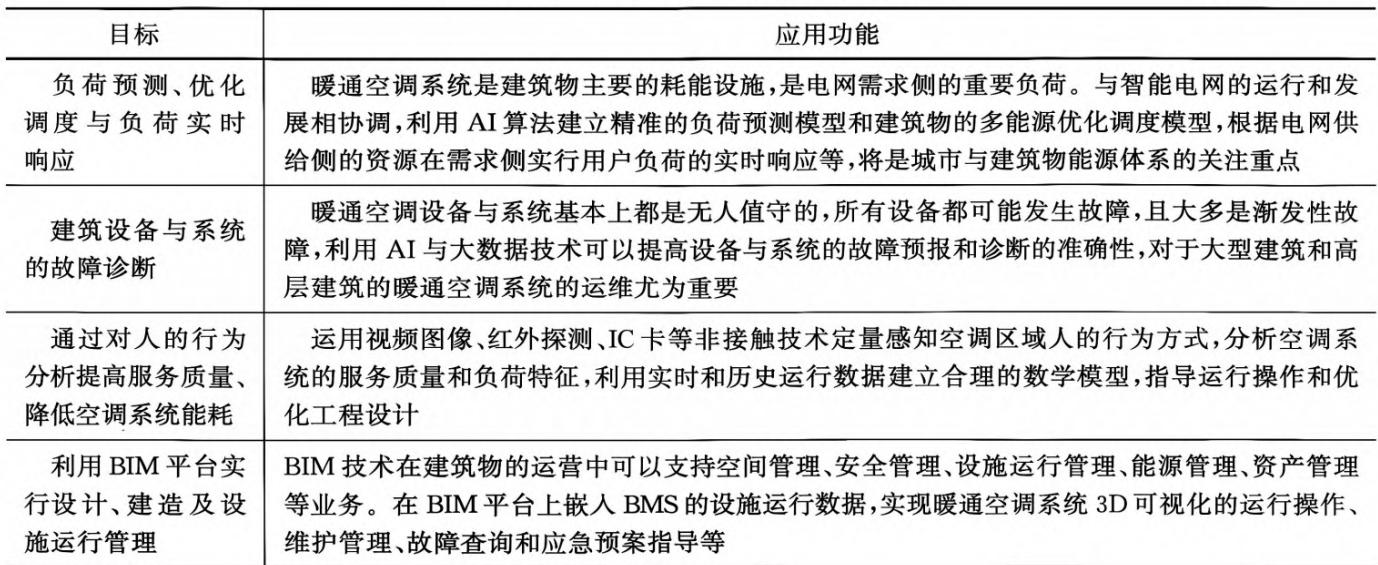 目标 应用功能
负荷预测、优化
调度与负荷实时
响应
暖通空调系统是建筑物主要的耗能设施,是电网需求侧的重要负荷。与智能电网的运行和发
展相协调,利用 AI 算法建立精准的负荷预测模型和建筑物的多能源优化调度模型,根据电网供
给侧的资源在需求侧实行用户负荷的实时响应等,将是城市与建筑物能源体系的关注重点
建筑设备与系统
的故障诊断
暖通空调设备与系统基本上都是无人值守的,所有设备都可能发生故障,且大多是渐发性故
障,利用 AI 与大数据技术可以提高设备与系统的故障预报和诊断的准确性,对于大型建筑和高
层建筑的暖通空调系统的运维尤为重要
通过对人的行为
分析提高服务质量、
降低空调系统能耗
运用视频图像、红外探测、IC 卡等非接触技术定量感知空调区域人的行为方式,分析空调系
统的服务质量和负荷特征,利用实时和历史运行数据建立合理的数学模型,指导运行操作和优
化工程设计
利用 BIM 平台实
行设计、建造及设
施运行管理
BIM 技术在建筑物的运营中可以支持空间管理、安全管理、设施运行管理、能源管理、资产管理
等业务。在 BIM 平台上嵌入 BMS 的设施运行数据,实现暖通空调系统 3D 可视化的运行操作、
维护管理、故障查询和应急预案指导等